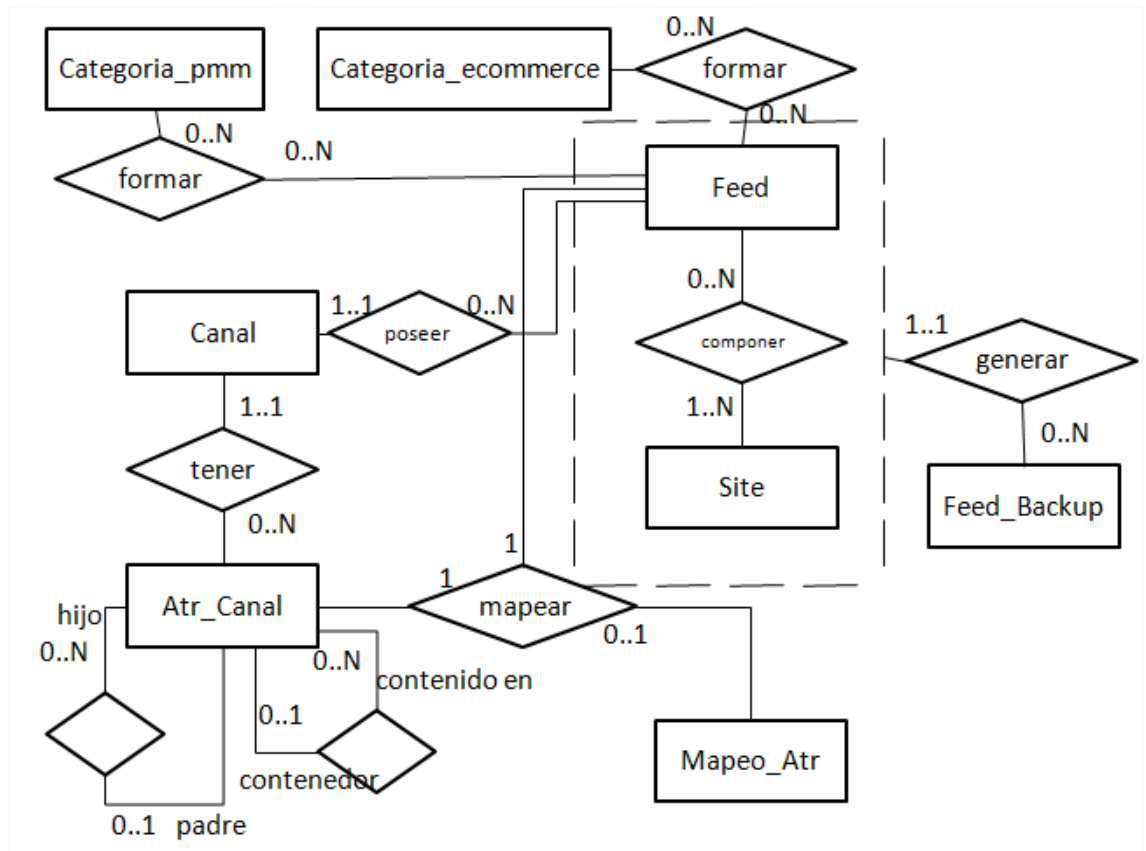 0..N
Categoria_pmm
Categoria_ecommerce
formar
0..N
0..N
0..N
formar
Feed
0..N
1..1
0..N
Canal
poseer
componer
1..1
generar
1..1
1..N
0..N
tener
Site
Feed_Backup
0..N
1
1
Atr_Canal
mapear
hijo
0..1
0..N
0..N
contenido en
0..1
Mapeo_Atr
contenedor
0..1 padre